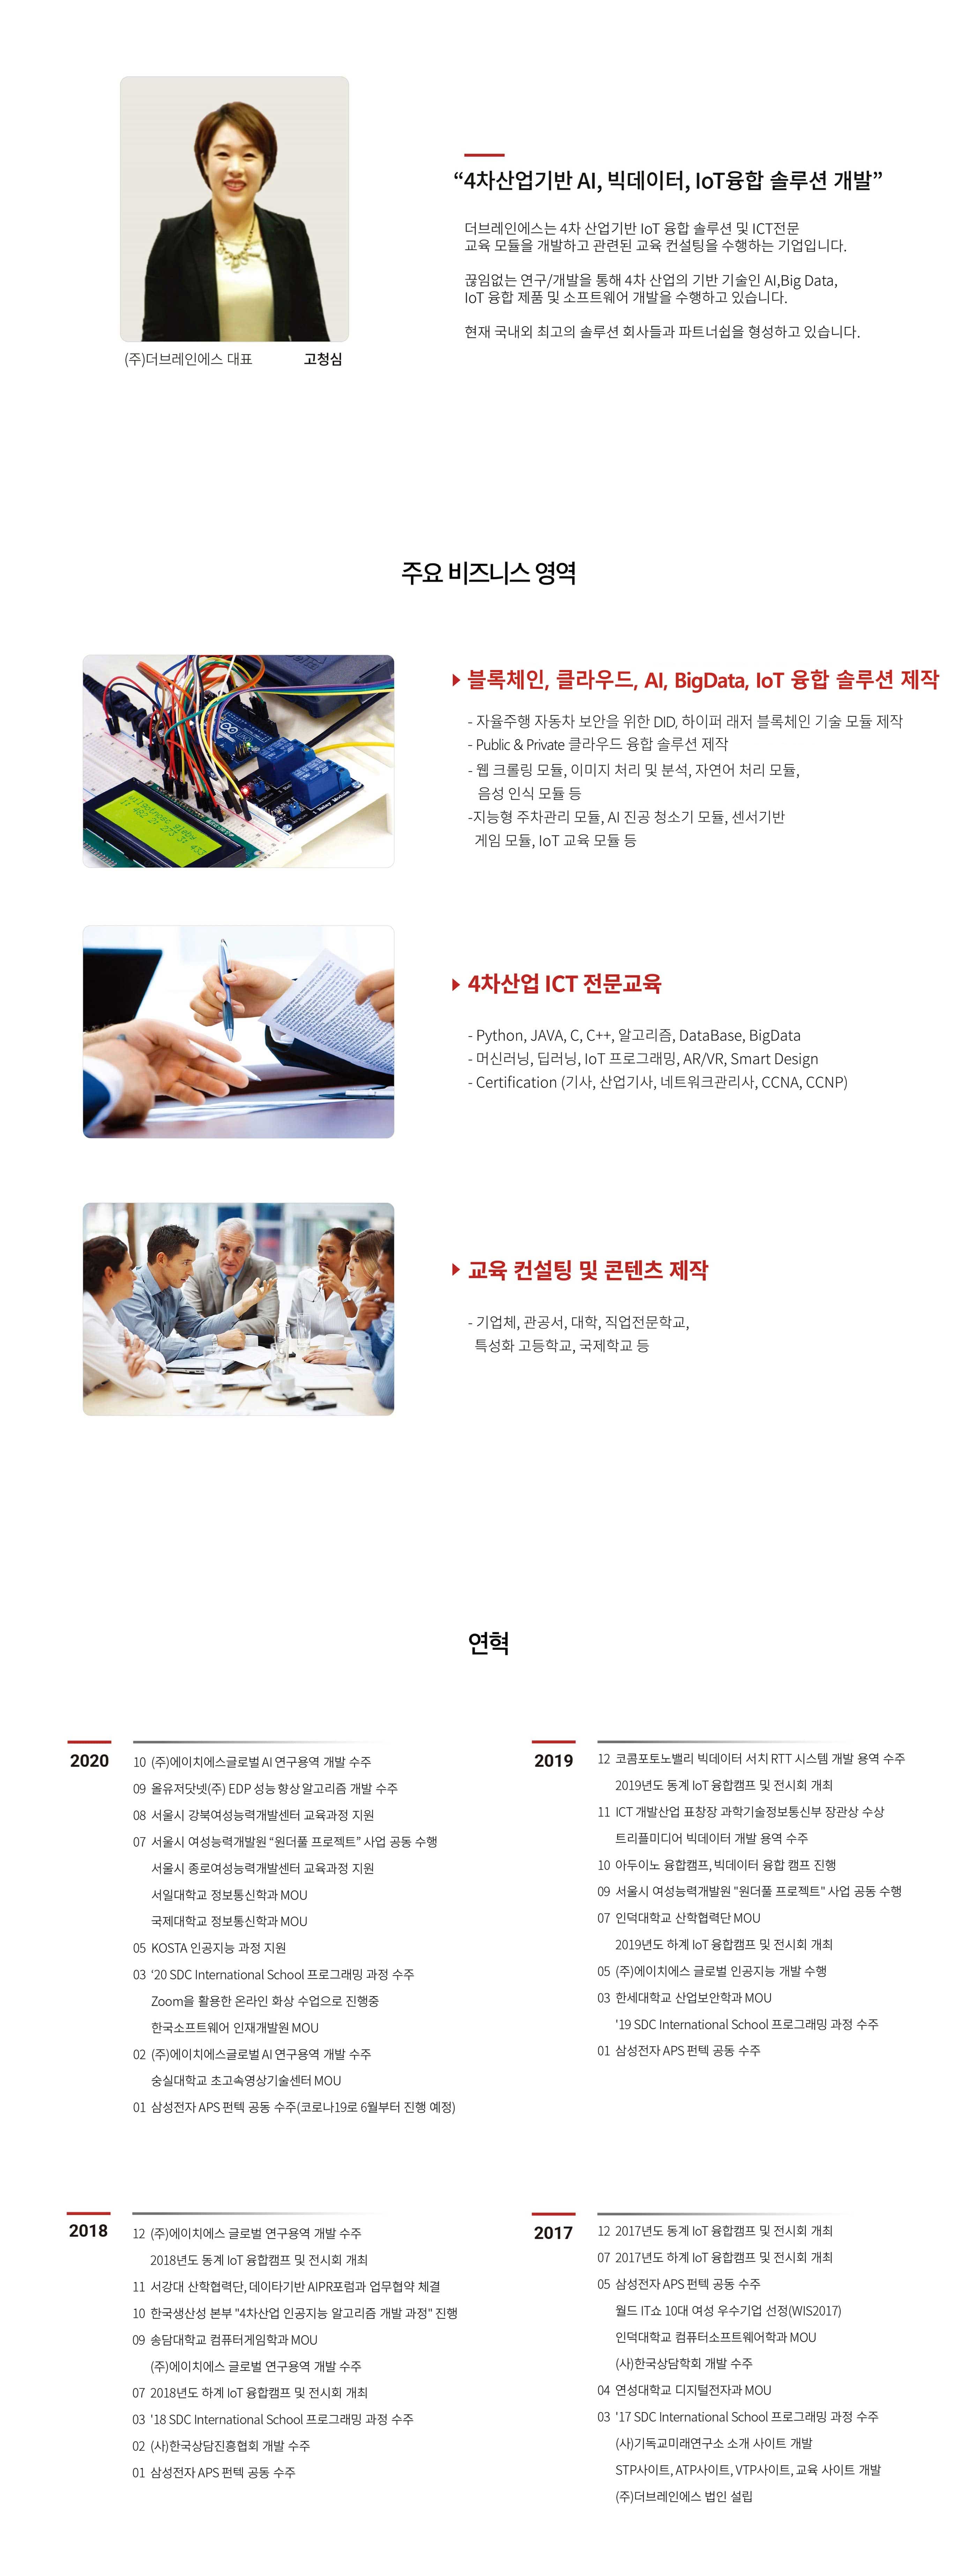 “4차산업기반 AI, 빅데이터, IoT융합 솔루션 개발”
더브레인에스는 4차 산업기반 IoT 융합 솔루션 및 ICT전문
교육 모듈을 개발하고 관련된 교육 컨설팅을 수행하는 기업입니다.
끊임없는 연구/개발을 통해 4차 산업의 기반 기술인 AI,Big Data,
IoT 융합 제품 및 소프트웨어 개발을 수행하고 있습니다.
현재 국내외 최고의 솔루션 회사들과 파트너쉽을 형성하고 있습니다.
(주)더브레인에스 대표 고청심
주요 비즈니스 영역
블록체인, 클라우드, AI, BigData, IoT 융합 솔루션 제작
- 자율주행 자동차 보안을 위한 DID, 하이퍼 래저 블록체인 기술 모듈 제작
- Public & Private 클라우드 융합 솔루션 제작
- 웹 크롤링 모듈, 이미지 처리 및 분석, 자연어 처리 모듈,
음성 인식 모듈 등
-지능형 주차관리 모듈, AI 진공 청소기 모듈, 센서기반
게임 모듈, IoT 교육 모듈 등
4차산업 ICT 전문교육
- Python, JAVA, C, C++, 알고리즘, DataBase, BigData
- 머신러닝, 딥러닝, IoT 프로그래밍, AR/VR, Smart Design
- Certification (기사, 산업기사, 네트워크관리사, CCNA, CCNP)
교육 컨설팅 및 콘텐츠 제작
- 기업체, 관공서, 대학, 직업전문학교,
특성화 고등학교, 국제학교 등
연혁
2020
10 (주)에이치에스글로벌 AI 연구용역 개발 수주
09 올유저닷넷(주) EDP 성능 항상 알고리즘 개발 수주
08 서울시 강북여성능력개발센터 교육과정 지원
07 서울시 여성능력개발원 “원더풀 프로젝트” 사업 공동 수행
서울시 종로여성능력개발센터 교육과정 지원
서일대학교 정보통신학과 MOU
국제대학교 정보통신학과 MOU
05 KOSTA 인공지능 과정 지원
03 ‘20 SDC International School 프로그래밍 과정 수주
Zoom을 활용한 온라인 화상 수업으로 진행중
한국소프트웨어 인재개발원 MOU
02 (주)에이치에스글로벌 AI 연구용역 개발 수주
숭실대학교 초고속영상기술센터 MOU
01 삼성전자 APS 펀텍 공동 수주(코로나19로 6월부터 진행 예정)
2019
12 코콤포토노밸리 빅데이터 서치 RTT 시스템 개발 용역 수주
2019년도 동계 IoT 융합캠프 및 전시회 개최
11 ICT 개발산업 표창장 과학기술정보통신부 장관상 수상
트리플미디어 빅데이터 개발 용역 수주
10 아두이노 융합캠프, 빅데이터 융합 캠프 진행
09 서울시 여성능력개발원 "원더풀 프로젝트" 사업 공동 수행
07 인덕대학교 산학협력단 MOU
2019년도 하계 IoT 융합캠프 및 전시회 개최
05 (주)에이치에스 글로벌 인공지능 개발 수행
03 한세대학교 산업보안학과 MOU
'19 SDC International School 프로그래밍 과정 수주
01 삼성전자 APS 펀텍 공동 수주
2018
12 (주)에이치에스 글로벌 연구용역 개발 수주
2018년도 동계 IoT 융합캠프 및 전시회 개최
11 서강대 산학협력단, 데이타기반 AIPR포럼과 업무협약 체결
10 한국생산성 본부 "4차산업 인공지능 알고리즘 개발 과정" 진행
09 송담대학교 컴퓨터게임학과 MOU
(주)에이치에스 글로벌 연구용역 개발 수주
07 2018년도 하계 IoT 융합캠프 및 전시회 개최
03 '18 SDC International School 프로그래밍 과정 수주
02 (사)한국상담진흥협회 개발 수주
01 삼성전자 APS 펀텍 공동 수주
2017
12 2017년도 동계 IoT 융합캠프 및 전시회 개최
07 2017년도 하계 IoT 융합캠프 및 전시회 개최
05 삼성전자 APS 펀텍 공동 수주
월드 IT쇼 10대 여성 우수기업 선정(WIS2017)
인덕대학교 컴퓨터소프트웨어학과 MOU
(사)한국상담학회 개발 수주
04 연성대학교 디지털전자과 MOU
03 '17 SDC International School 프로그래밍 과정 수주
(사)기독교미래연구소 소개 사이트 개발
STP사이트, ATP사이트, VTP사이트, 교육 사이트 개발
(주)더브레인에스 법인 설립